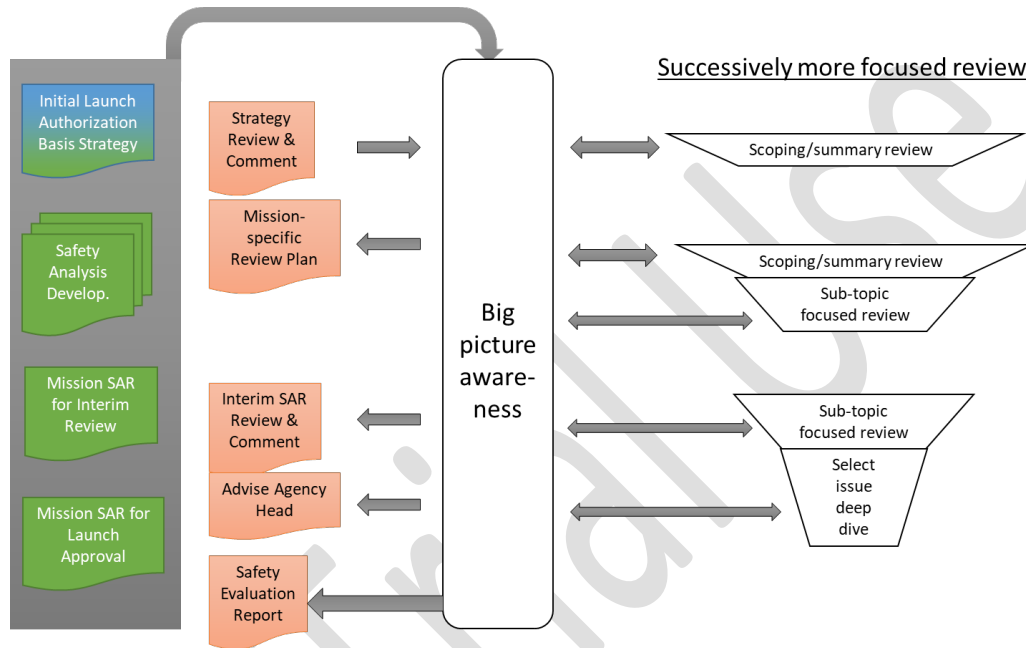 Initial Launch
Authorization
Basis Strategy
Safety
Analysis
Develop.
Mission SAR
for Interim
Review
Mission SAR for
Launch
Approval
Strategy
Review &
Comment
Mission-
specific
Review Plan
Interim SAR
Review &
Comment
Advise Agency
Head
Safety
Evaluation
Report
Big
picture
aware-
ness
Successively more focused review
Scoping/summary review
Scoping/summary review
Sub-topic
focused review
Sub-topic
focused review
Select
issue
deep
dive
Trial Use